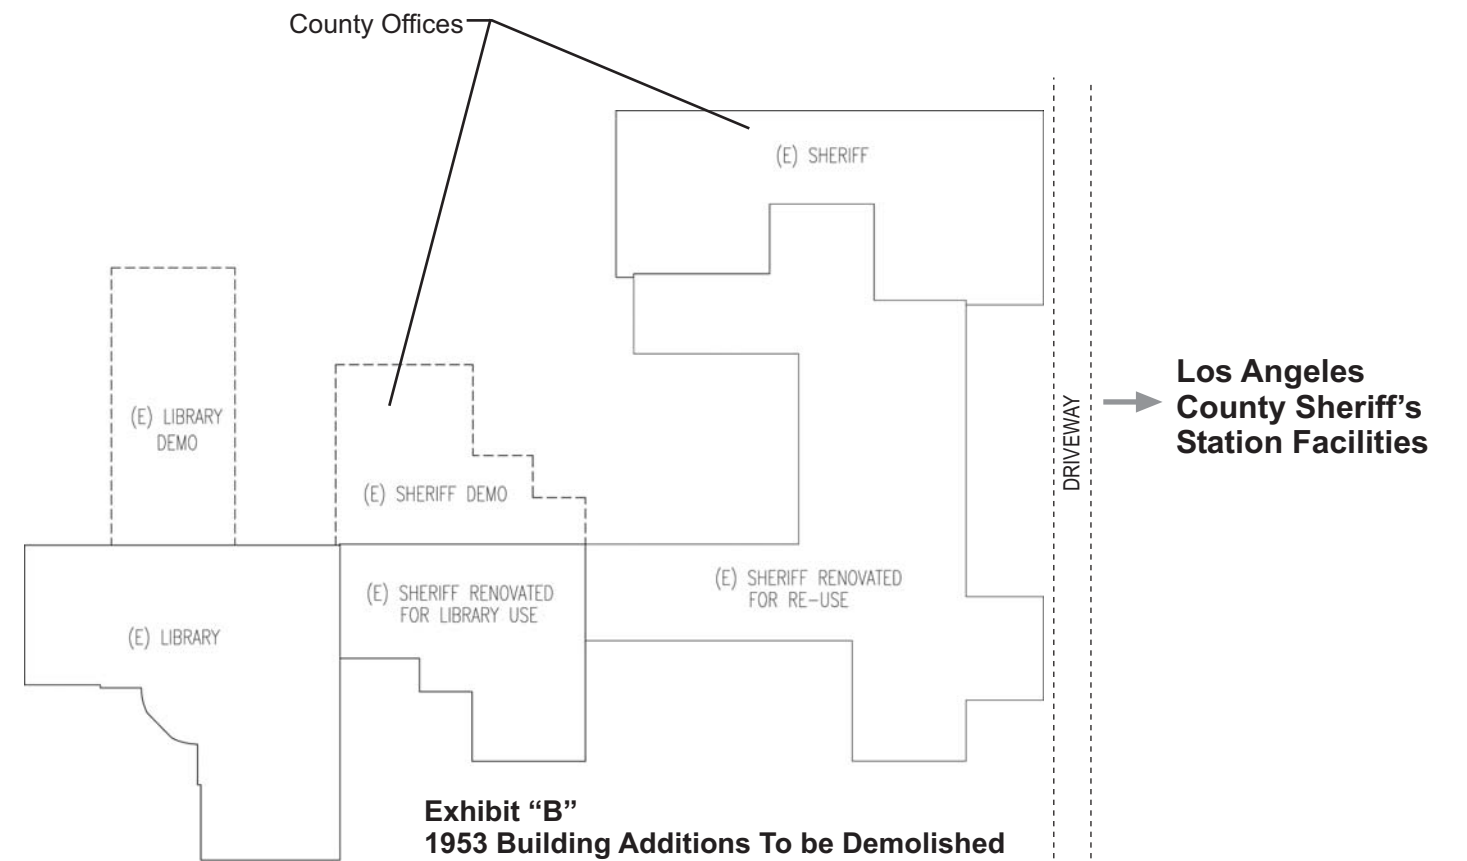 County Offices
(E) SHERIFF
Los Angeles
County Sheriff’s
Station Facilities
DRIVEWAY
(E) LIBRARY
DEMO
(E) SHERIFF DEMO
(E) SHERIFF RENOVATED
FOR LIBRARY USE
(E) SHERIFF RENOVATED
FOR RE-USE
(E) LIBRARY
Exhibit “B”
1953 Building Additions To be Demolished